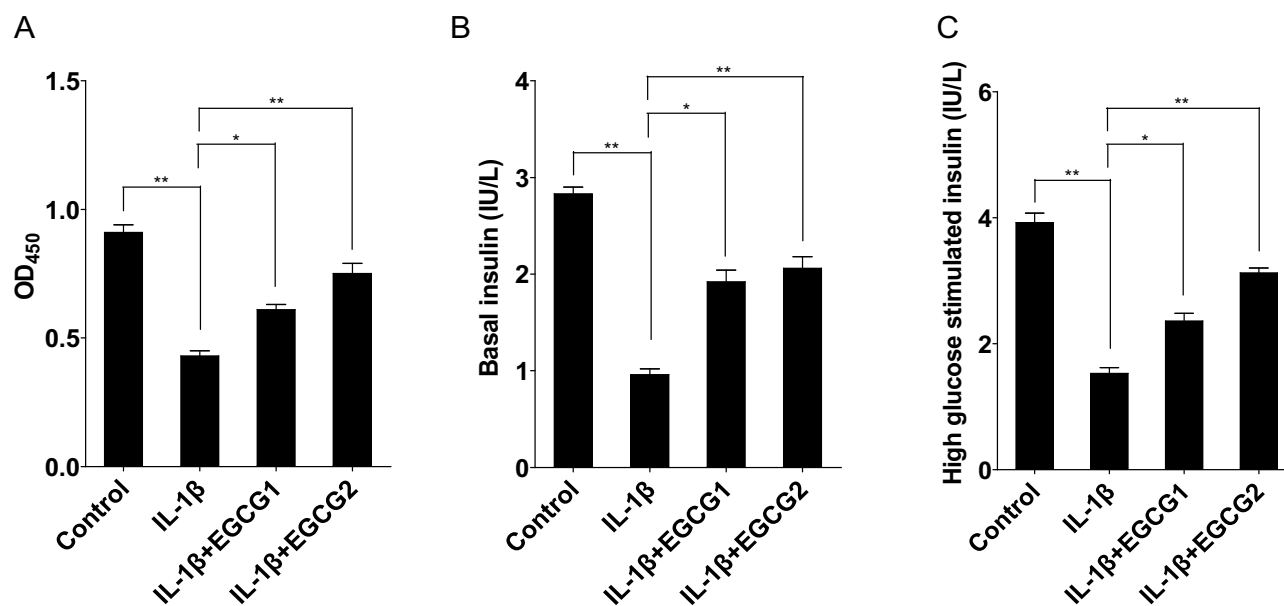 A
OD450
1.5
1.0
0.5
0.0
**
*
**
Control
IL-1β
IL-1β+EGCG1
IL-1β+EGCG2
B
Basal insulin (IU/L)
4
3
2
1
0
**
*
**
Control
IL-1β
IL-1β+EGCG1
IL-1β+EGCG2
C
High glucose stimulated insulin (IU/L)
6
4
2
0
**
*
**
Control
IL-1β
IL-1β+EGCG1
IL-1β+EGCG2